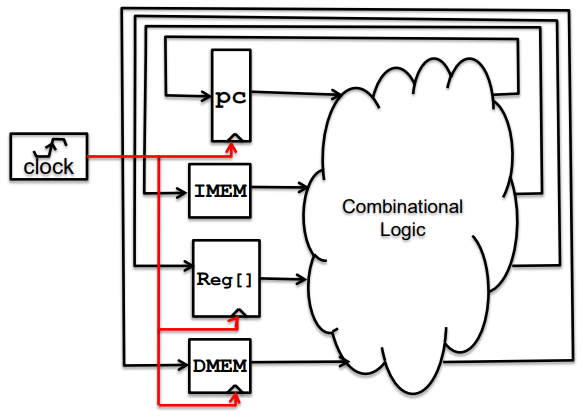 pc
clock
IMEM
Combinational
Logic
Reg[]
DMEM